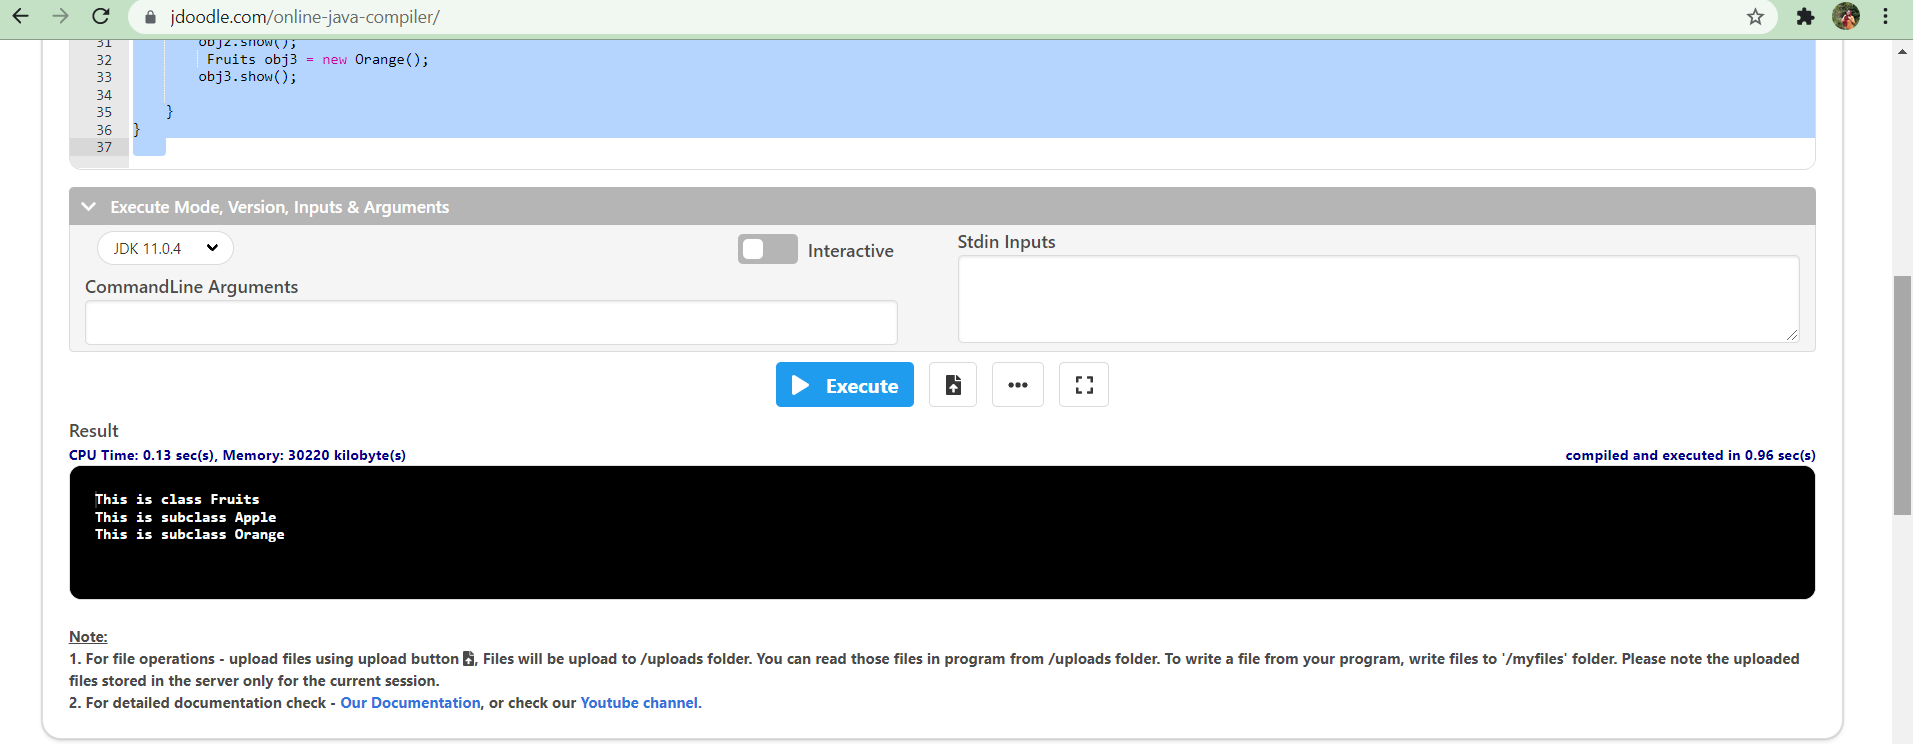 jdoodle.com/online-java-compiler/
31 obj2.show();
32 Fruits obj3 = new Orange();
33 obj3.show();
34
35 }
36 }
37
Execute Mode, Version, Inputs & Arguments
JDK 11.0.4
Interactive
Stdin Inputs
CommandLine Arguments
Execute
Result
CPU Time: 0.13 sec(s), Memory: 30220 kilobyte(s)
compiled and executed in 0.96 sec(s)
This is class Fruits
This is subclass Apple
This is subclass Orange
Note:
1. For file operations - upload files using upload button , Files will be upload to /uploads folder. You can read those files in program from /uploads folder. To write a file from your program, write files to '/myfiles' folder. Please note the uploaded
files stored in the server only for the current session.
2. For detailed documentation check - Our Documentation, or check our Youtube channel.